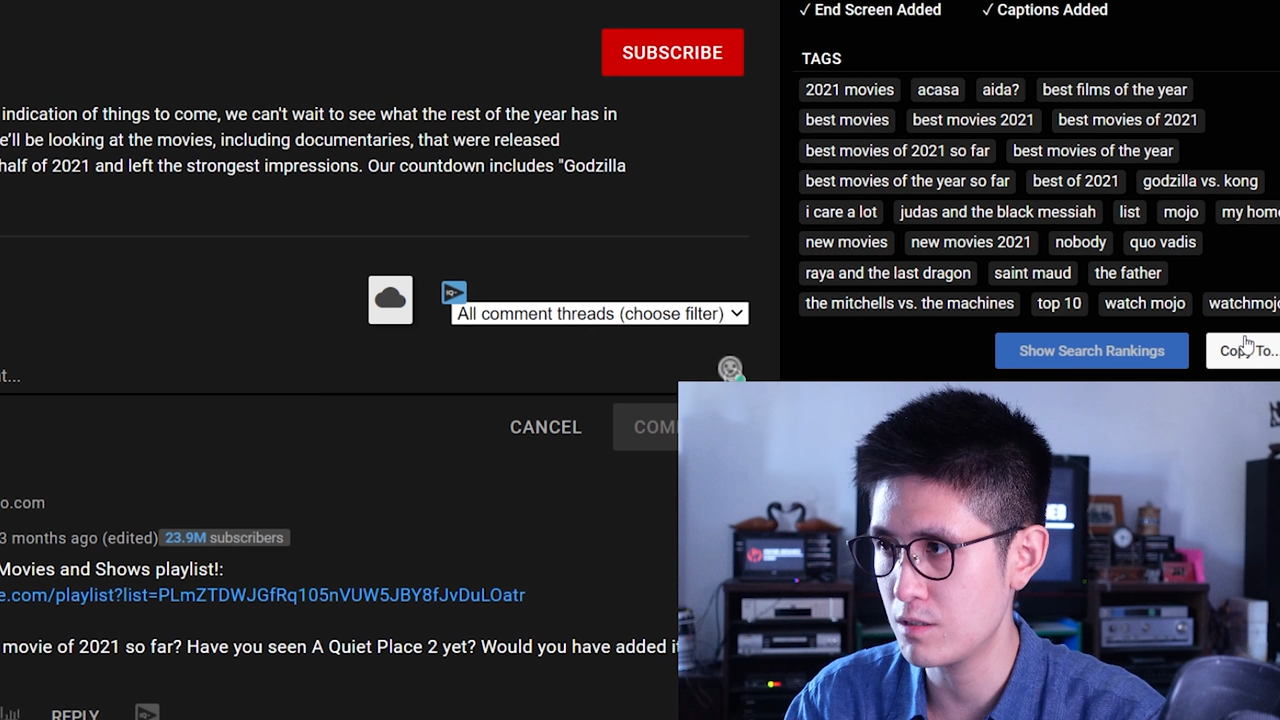 ✓ End Screen Added ✓ Captions Added
SUBSCRIBE
TAGS
2021 movies acasa aida? best films of the year
indication of things to come, we can't wait to see what the rest of the year has in
best movies best movies 2021 best movies of 2021
e'll be looking at the movies, including documentaries, that were released
best movies of 2021 so far best movies of the year
half of 2021 and left the strongest impressions. Our countdown includes "Godzilla
best movies of the year so far best of 2021 godzilla vs. kong
i care a lot judas and the black messiah list mojo my home
new movies new movies 2021 nobody quo vadis
raya and the last dragon saint maud the father
the mitchells vs. the machines top 10 watch mojo watchmojo
IQ
All comment threads (choose filter)
Show Search Rankings Copy To...
t...
CANCEL COM
o.com
3 months ago (edited) 23.9M subscribers
Movies and Shows playlist!:
e.com/playlist?list=PLmZTDWJGfRq105nVUW5JBY8fJvDuLOatr
movie of 2021 so far? Have you seen A Quiet Place 2 yet? Would you have added i
REPLY